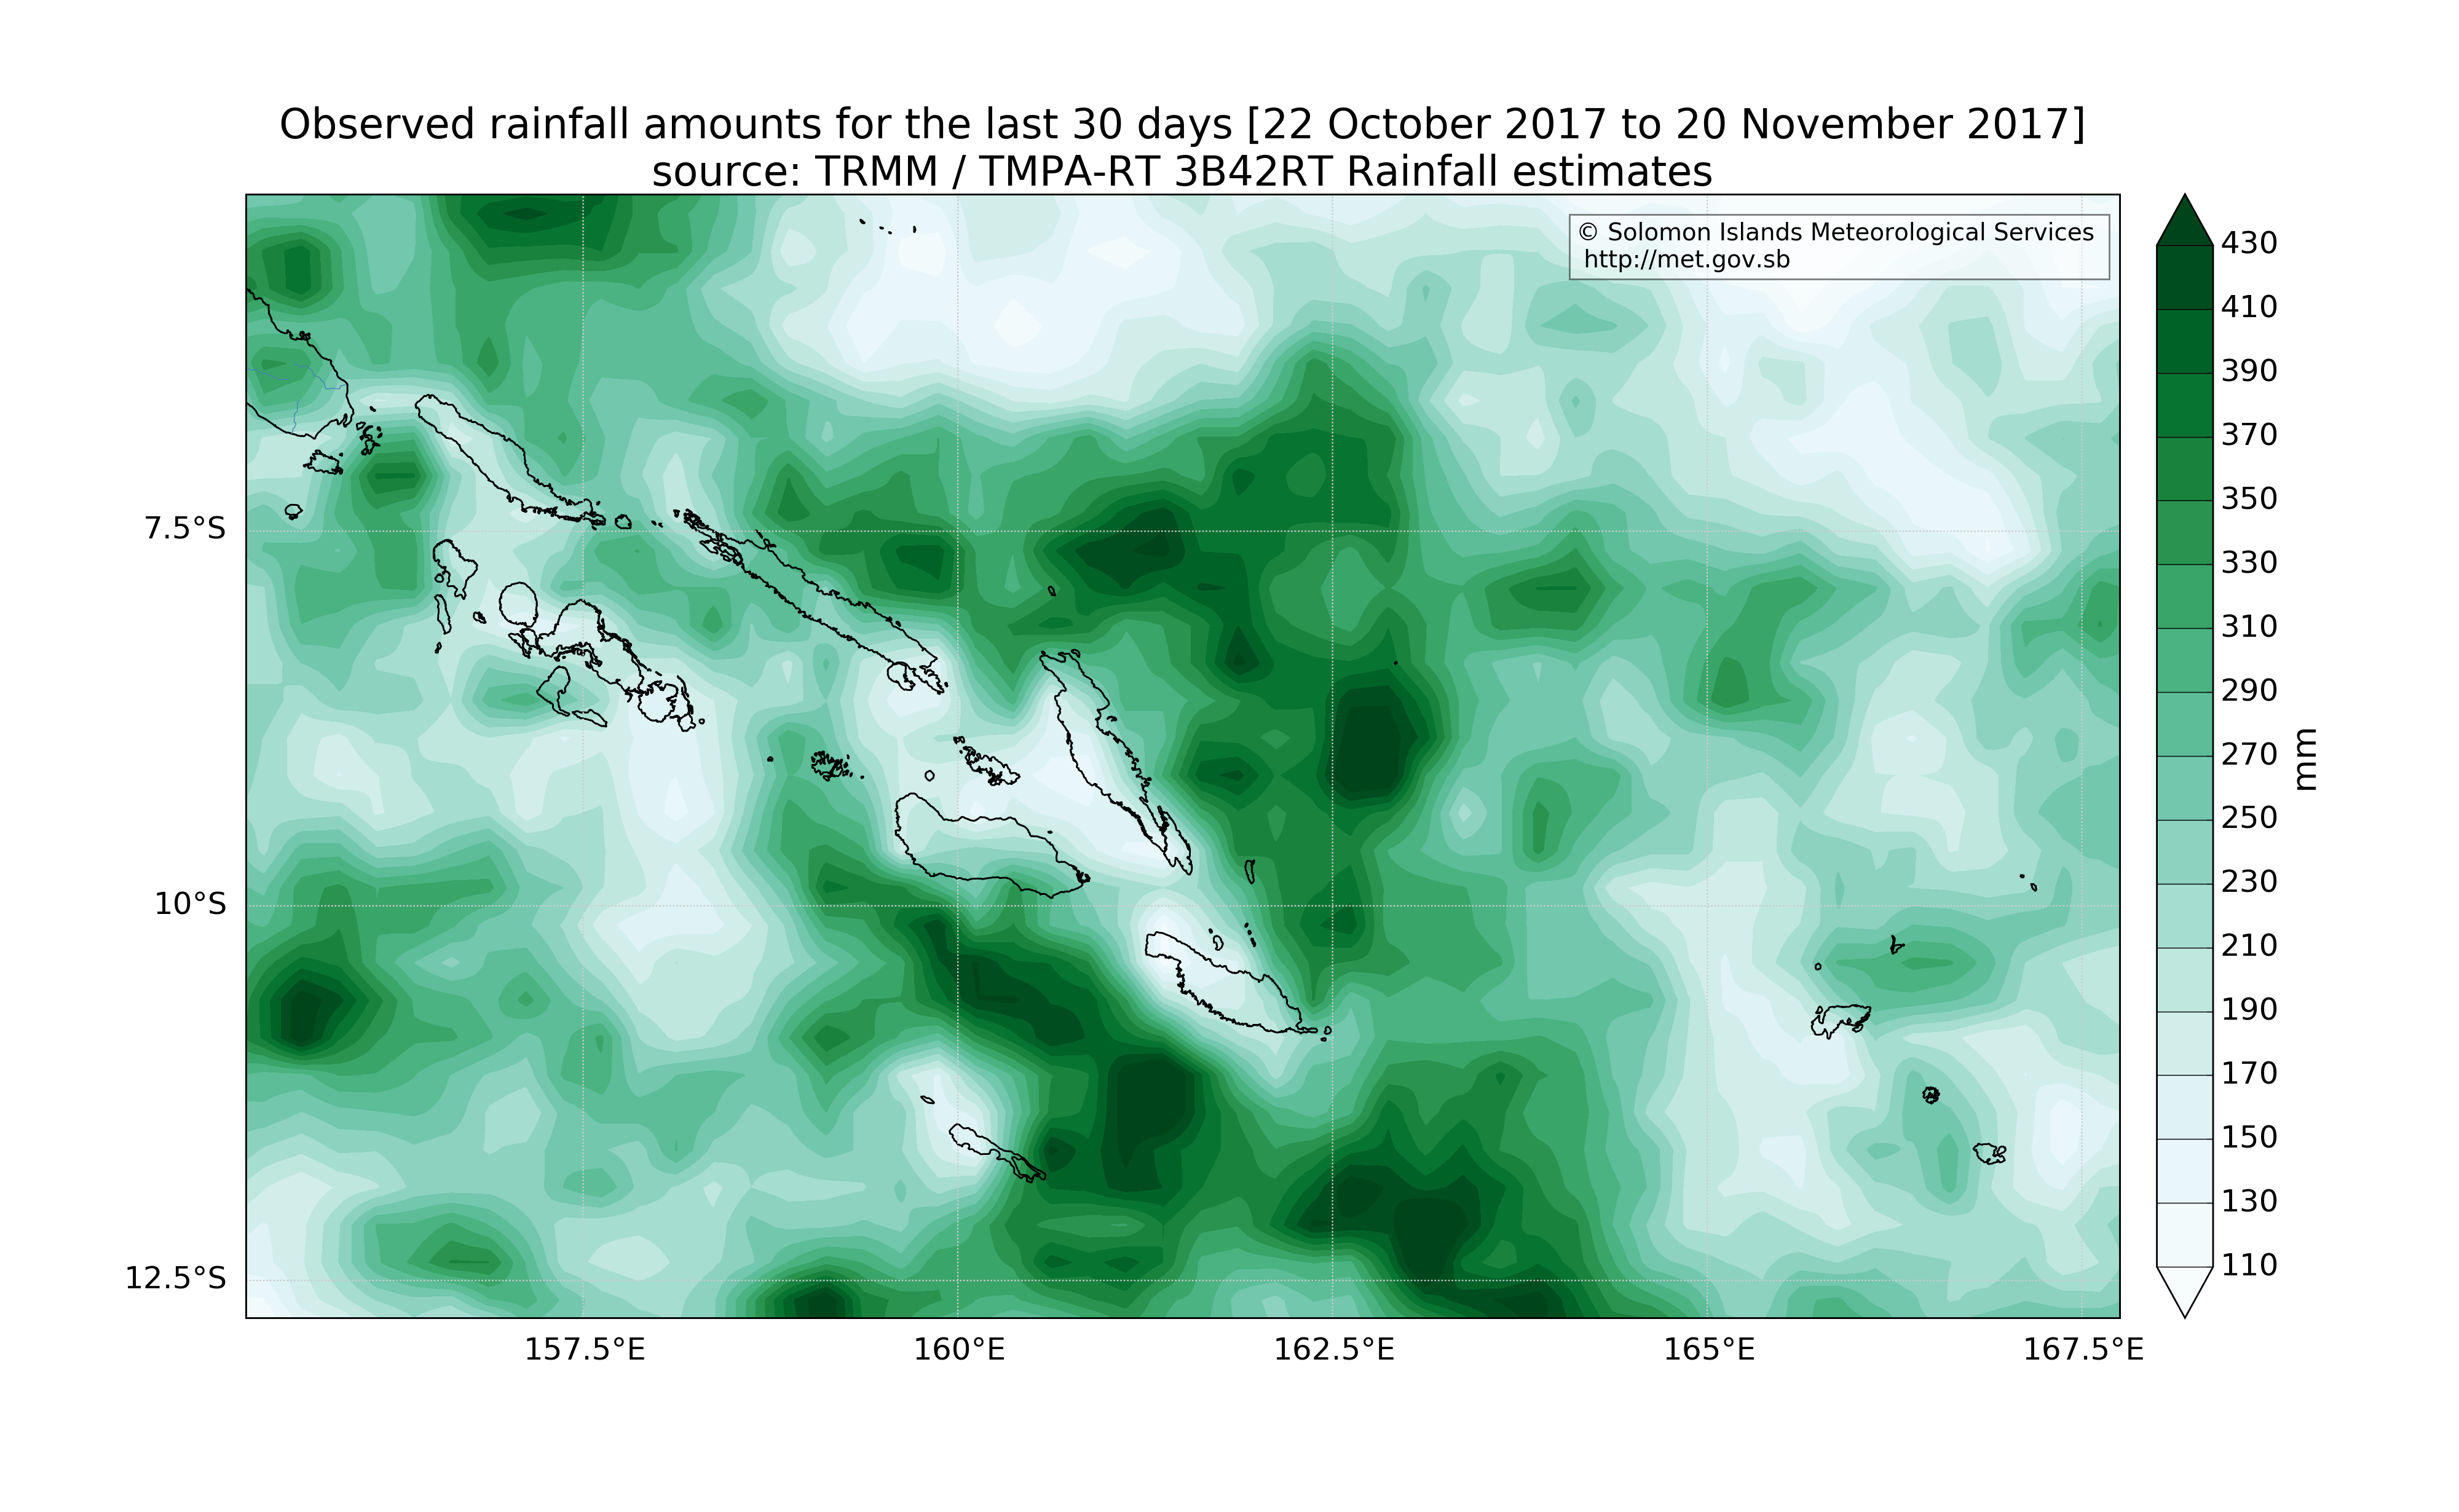 Observed rainfall amounts for the last 30 days [22 October 2017 to 20 November 2017]
source: TRMM / TMPA-RT 3B42RT Rainfall estimates
© Solomon Islands Meteorological Services
http://met.gov.sb
7.5°S
10°S
12.5°S
157.5°E
160°E
162.5°E
165°E
167.5°E
430
410
390
370
350
330
310
290
270
250
230
210
190
170
150
130
110
mm